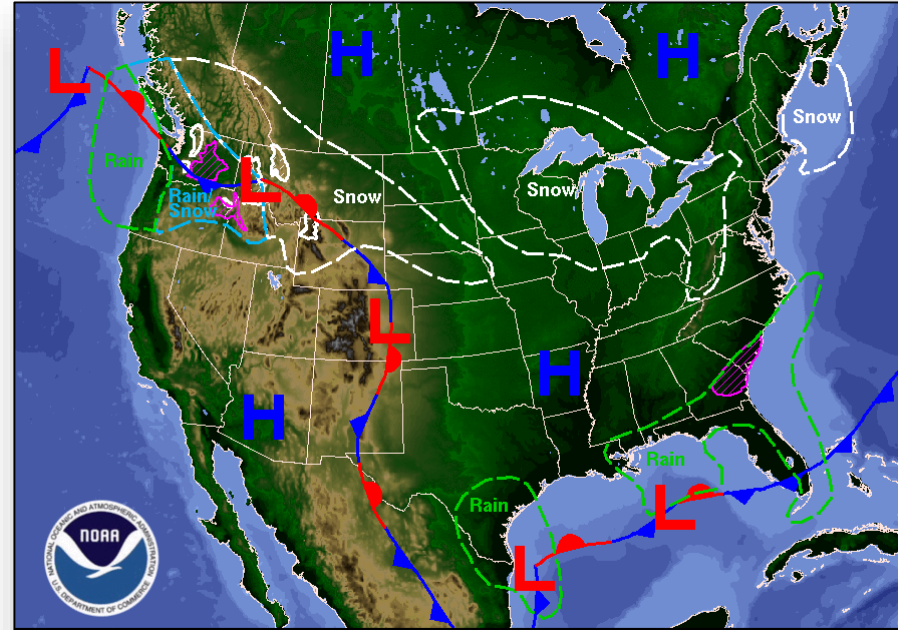 L
H
H
Snow
Rain
L
Rain/
Snow
Snow
Snow
L
H
H
Rain
Rain
L
L
NATIONAL OCEANIC AND ATMOSPHERIC ADMINISTRATION
NOAA
U.S. DEPARTMENT OF COMMERCE